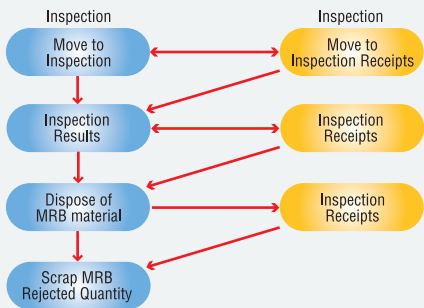 Inspection
Inspection
Move to
Inspection
Move to
Inspection Receipts
Inspection
Results
Inspection
Receipts
Dispose of
MRB material
Inspection
Receipts
Scrap MRB
Rejected Quantity